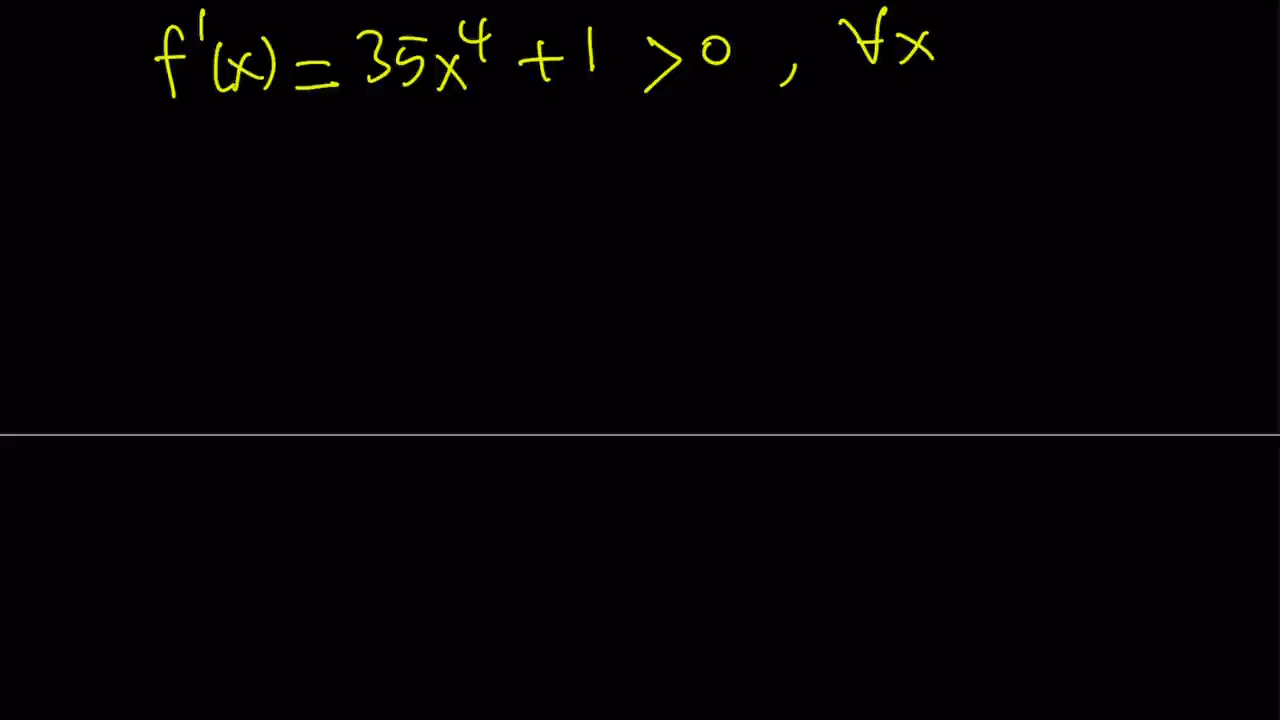 f'(x) = 35x⁴ + 1 > 0 , ∀x